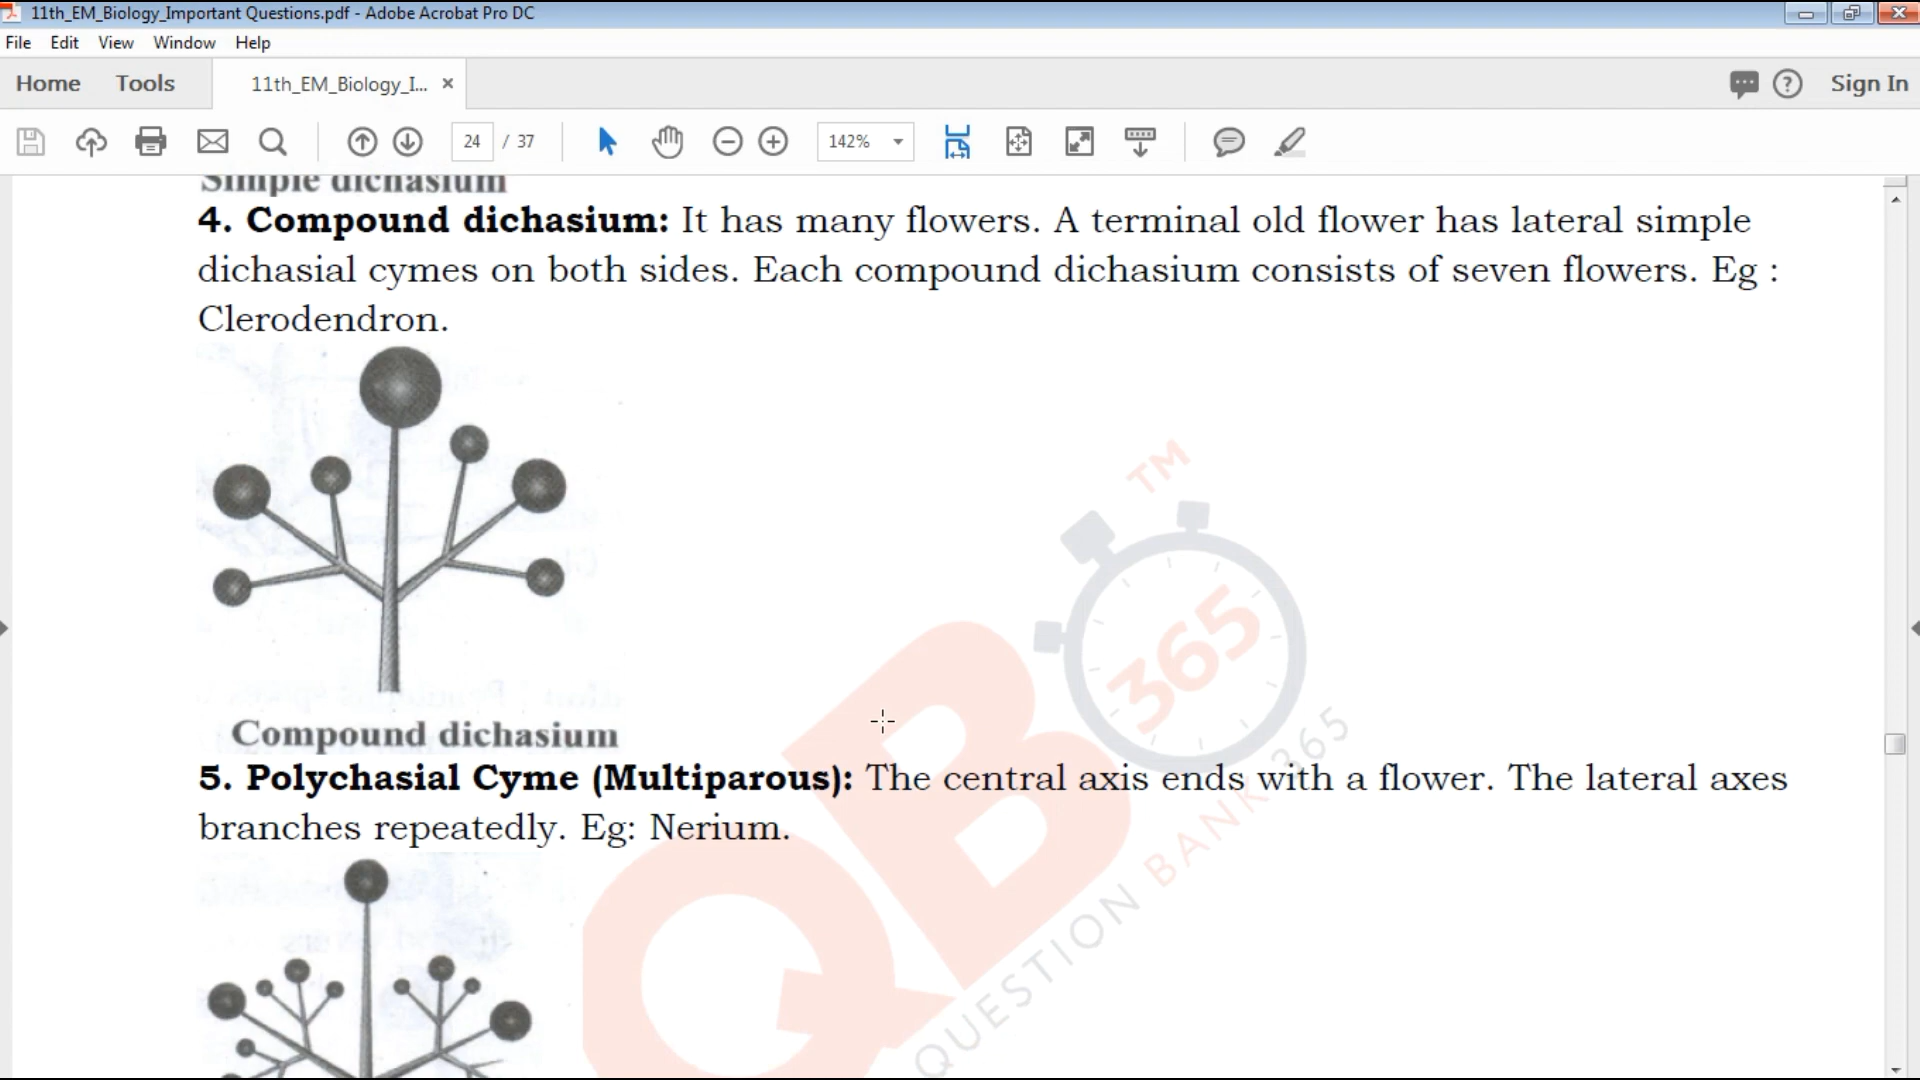 11th_EM_Biology_Important Questions.pdf - Adobe Acrobat Pro DC
File Edit View Window Help
Home Tools 11th_EM_Biology_I... × Sign In
24 / 37 142%
Simple dichasium
4. Compound dichasium: It has many flowers. A terminal old flower has lateral simple
dichasial cymes on both sides. Each compound dichasium consists of seven flowers. Eg :
Clerodendron.
Compound dichasium
5. Polychasial Cyme (Multiparous): The central axis ends with a flower. The lateral axes
branches repeatedly. Eg: Nerium.
TM
365
QB
QUESTION BANK 365